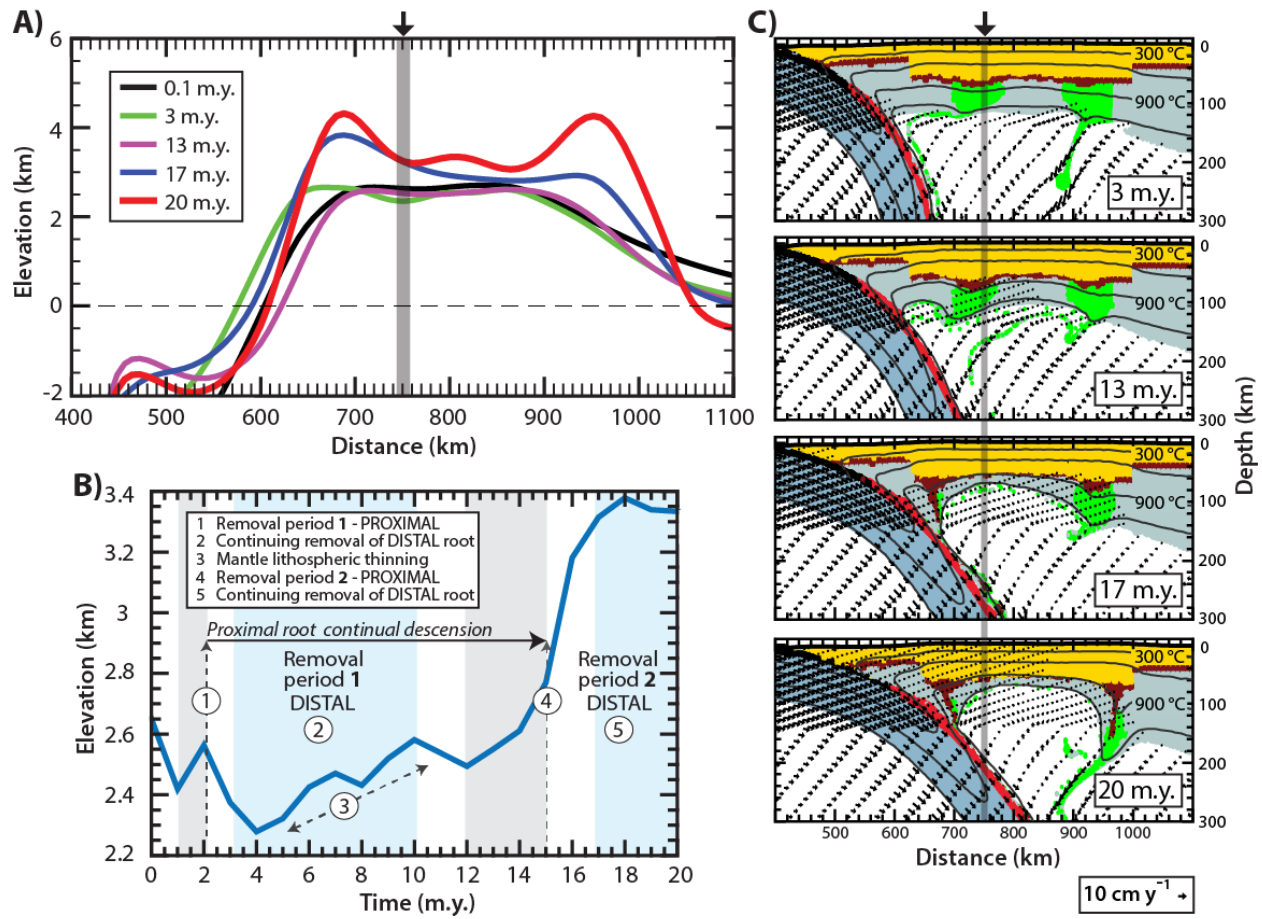 A)
6
4
2
0
-2
Elevation (km)
0.1 m.y.
3 m.y.
13 m.y.
17 m.y.
20 m.y.
400 500 600 700 800 900 1000 1100
Distance (km)
B)
3.4
3.2
3
2.8
2.6
2.4
2.2
Elevation (km)
1 Removal period 1 - PROXIMAL
2 Continuing removal of DISTAL root
3 Mantle lithospheric thinning
4 Removal period 2 - PROXIMAL
5 Continuing removal of DISTAL root
Proximal root continual descension
1
Removal
period 1
DISTAL
2
3
4
Removal
period 2
DISTAL
5
0 2 4 6 8 10 12 14 16 18 20
Time (m.y.)
C)
300 °C
900 °C
3 m.y.
0
100
200
300
300 °C
900 °C
13 m.y.
0
100
200
300
300 °C
900 °C
17 m.y.
0
100
200
300
300 °C
900 °C
20 m.y.
0
100
200
300
Depth (km)
500 600 700 800 900 1000
Distance (km)
10 cm y⁻¹